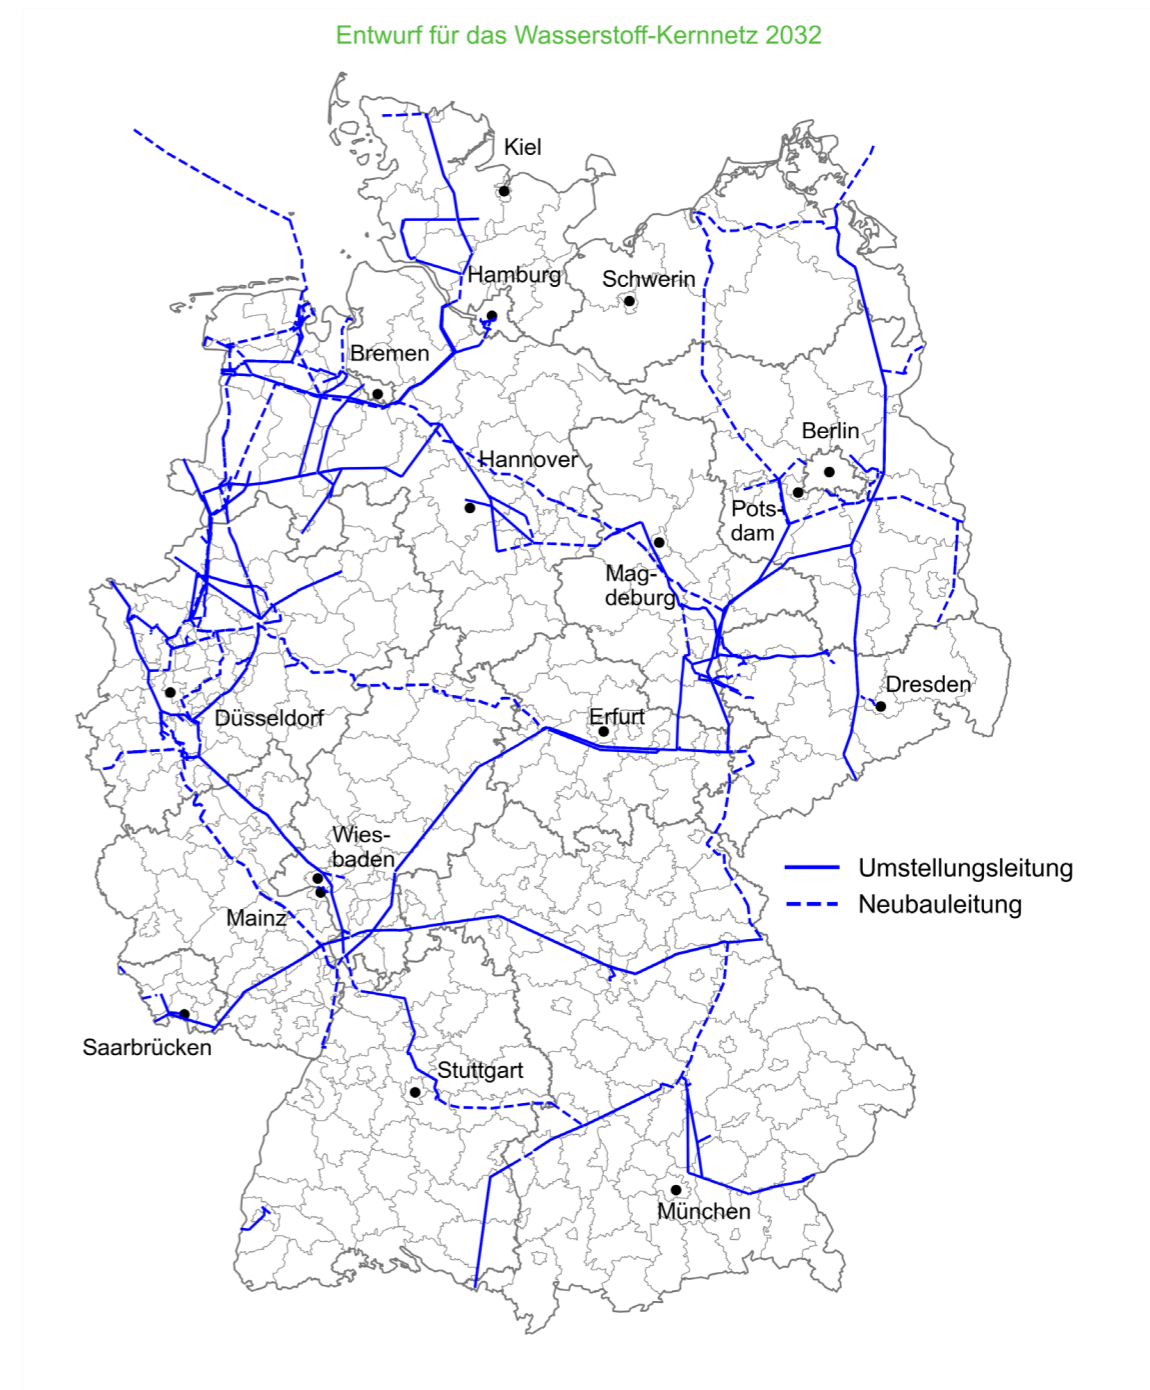 Entwurf für das Wasserstoff-Kernnetz 2032
Kiel
Hamburg
Schwerin
Bremen
Berlin
Hannover
Pots-
dam
Mag-
deburg
Dresden
Düsseldorf
Erfurt
Wies-
baden
Umstellungsleitung
Neubauleitung
Mainz
Saarbrücken
Stuttgart
München